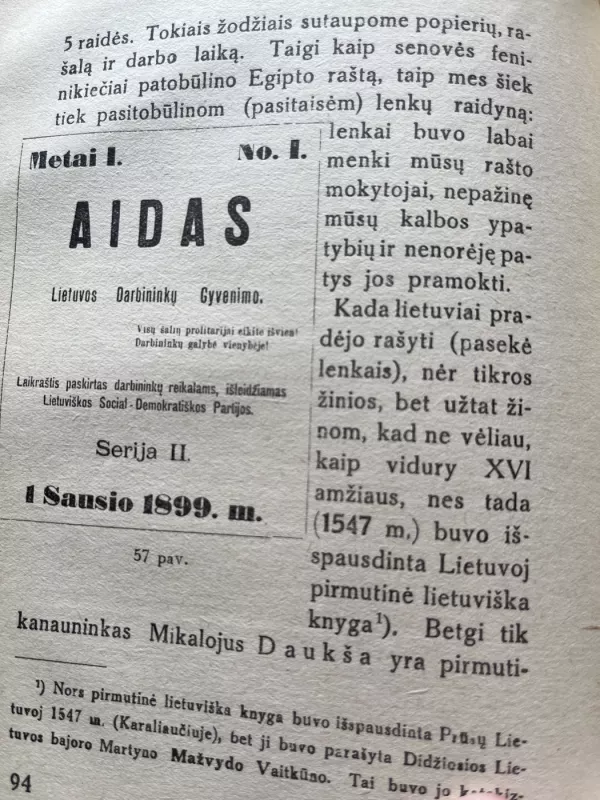 5 raidės. Tokiais žodžiais sutaupome popierių, ra-
šalą ir darbo laiką. Taigi kaip senovės feni-
nikiečiai patobūlino Egipto raštą, taip mes šiek
tiek pasitobūlinom (pasitaisėm) lenkų raidyną:
lenkai buvo labai
menki mūsų rašto
mokytojai, nepažinę
mūsų kalbos ypa-
tybių ir nenorėję pa-
tys jos pramokti.
Kada lietuviai pra-
dėjo rašyti (pasekė
lenkais), nėr tikros
žinios, bet užtat ži-
nom, kad ne vėliau,
kaip vidury XVI
amžiaus, nes tada
(1547 m.) buvo iš-
spausdinta Lietuvoj
pirmutinė lietuviška
knyga¹). Betgi tik
Metai I. No. I.
AIDAS
Lietuvos Darbininkų Gyvenimo.
Visų šalių prolitarijai eikite išvien!
Darbininkų galybė vienybėje!
Laikraštis paskirtas darbininkų reikalams, išleidžiamas
Lietuviškos Social-Demokratiškos Partijos.
Serija II.
1 Sausio 1899. m.
57 pav.
kanauninkas Mikalojus Daukša yra pirmuti-
¹) Nors pirmutinė lietuviška knyga buvo išspausdinta Prūsų Lie-
tuvoj 1547 m. (Karaliaučiuje), bet ji buvo parašyta Didžiosios Lie-
tuvos bajoro Martyno Mažvydo Vaitkūno. Tai buvo jo
94